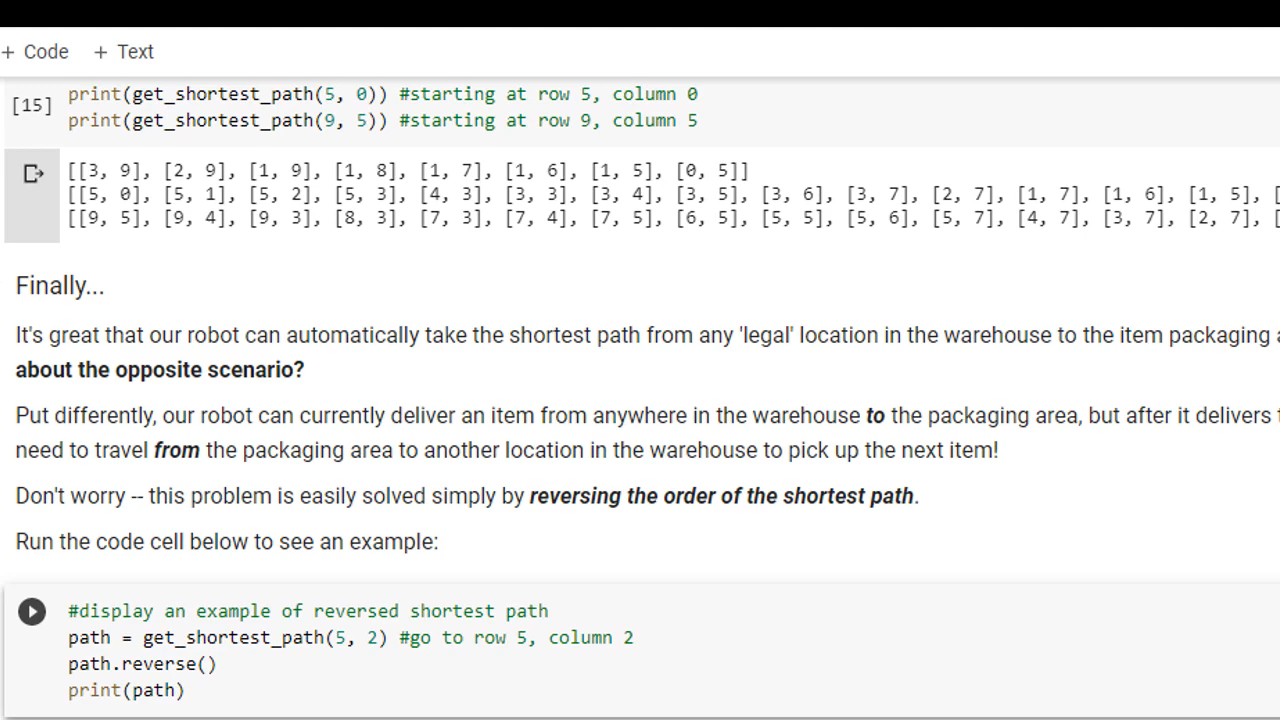 + Code + Text
[15] print(get_shortest_path(5, 0)) #starting at row 5, column 0
print(get_shortest_path(9, 5)) #starting at row 9, column 5
[[3, 9], [2, 9], [1, 9], [1, 8], [1, 7], [1, 6], [1, 5], [0, 5]]
[[5, 0], [5, 1], [5, 2], [5, 3], [4, 3], [3, 3], [3, 4], [3, 5], [3, 6], [3, 7], [2, 7], [1, 7], [1, 6], [1, 5], [
[[9, 5], [9, 4], [9, 3], [8, 3], [7, 3], [7, 4], [7, 5], [6, 5], [5, 5], [5, 6], [5, 7], [4, 7], [3, 7], [2, 7], [
Finally...
It's great that our robot can automatically take the shortest path from any 'legal' location in the warehouse to the item packaging
about the opposite scenario?
Put differently, our robot can currently deliver an item from anywhere in the warehouse to the packaging area, but after it delivers
need to travel from the packaging area to another location in the warehouse to pick up the next item!
Don't worry -- this problem is easily solved simply by reversing the order of the shortest path.
Run the code cell below to see an example:
#display an example of reversed shortest path
path = get_shortest_path(5, 2) #go to row 5, column 2
path.reverse()
print(path)